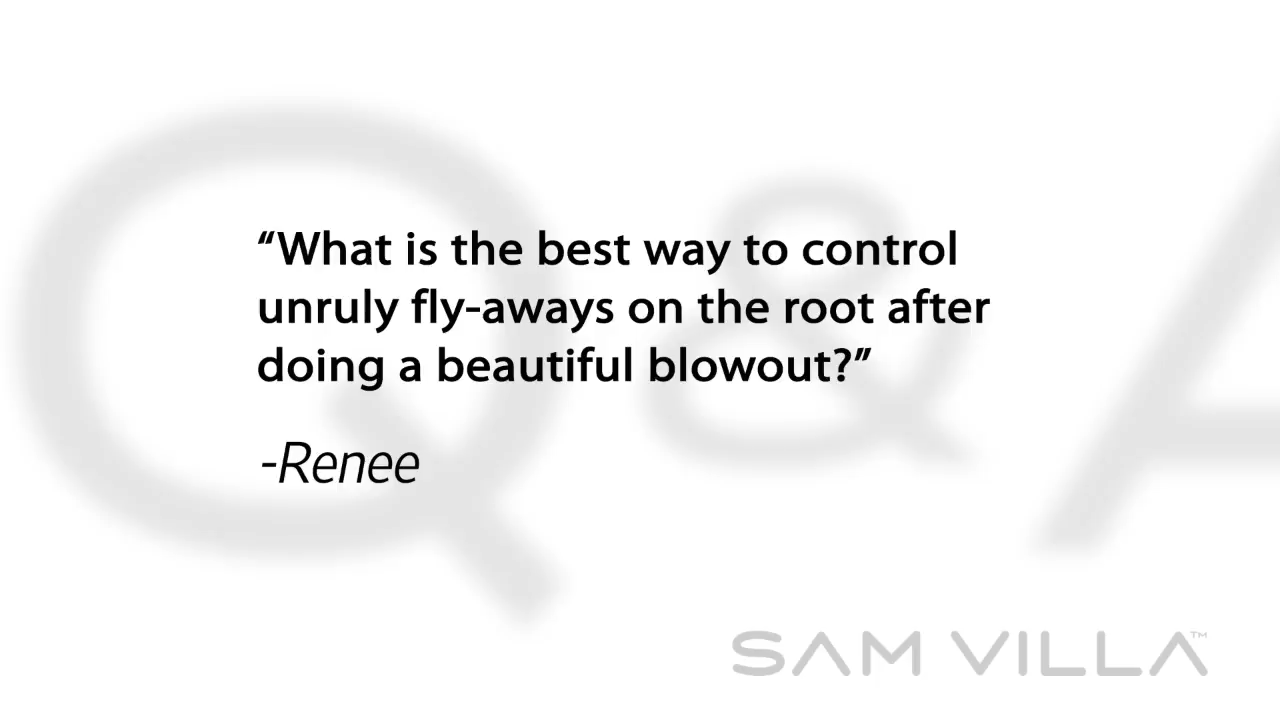 Q & A
“What is the best way to control
unruly fly-aways on the root after
doing a beautiful blowout?”
-Renee
SAM VILLA™